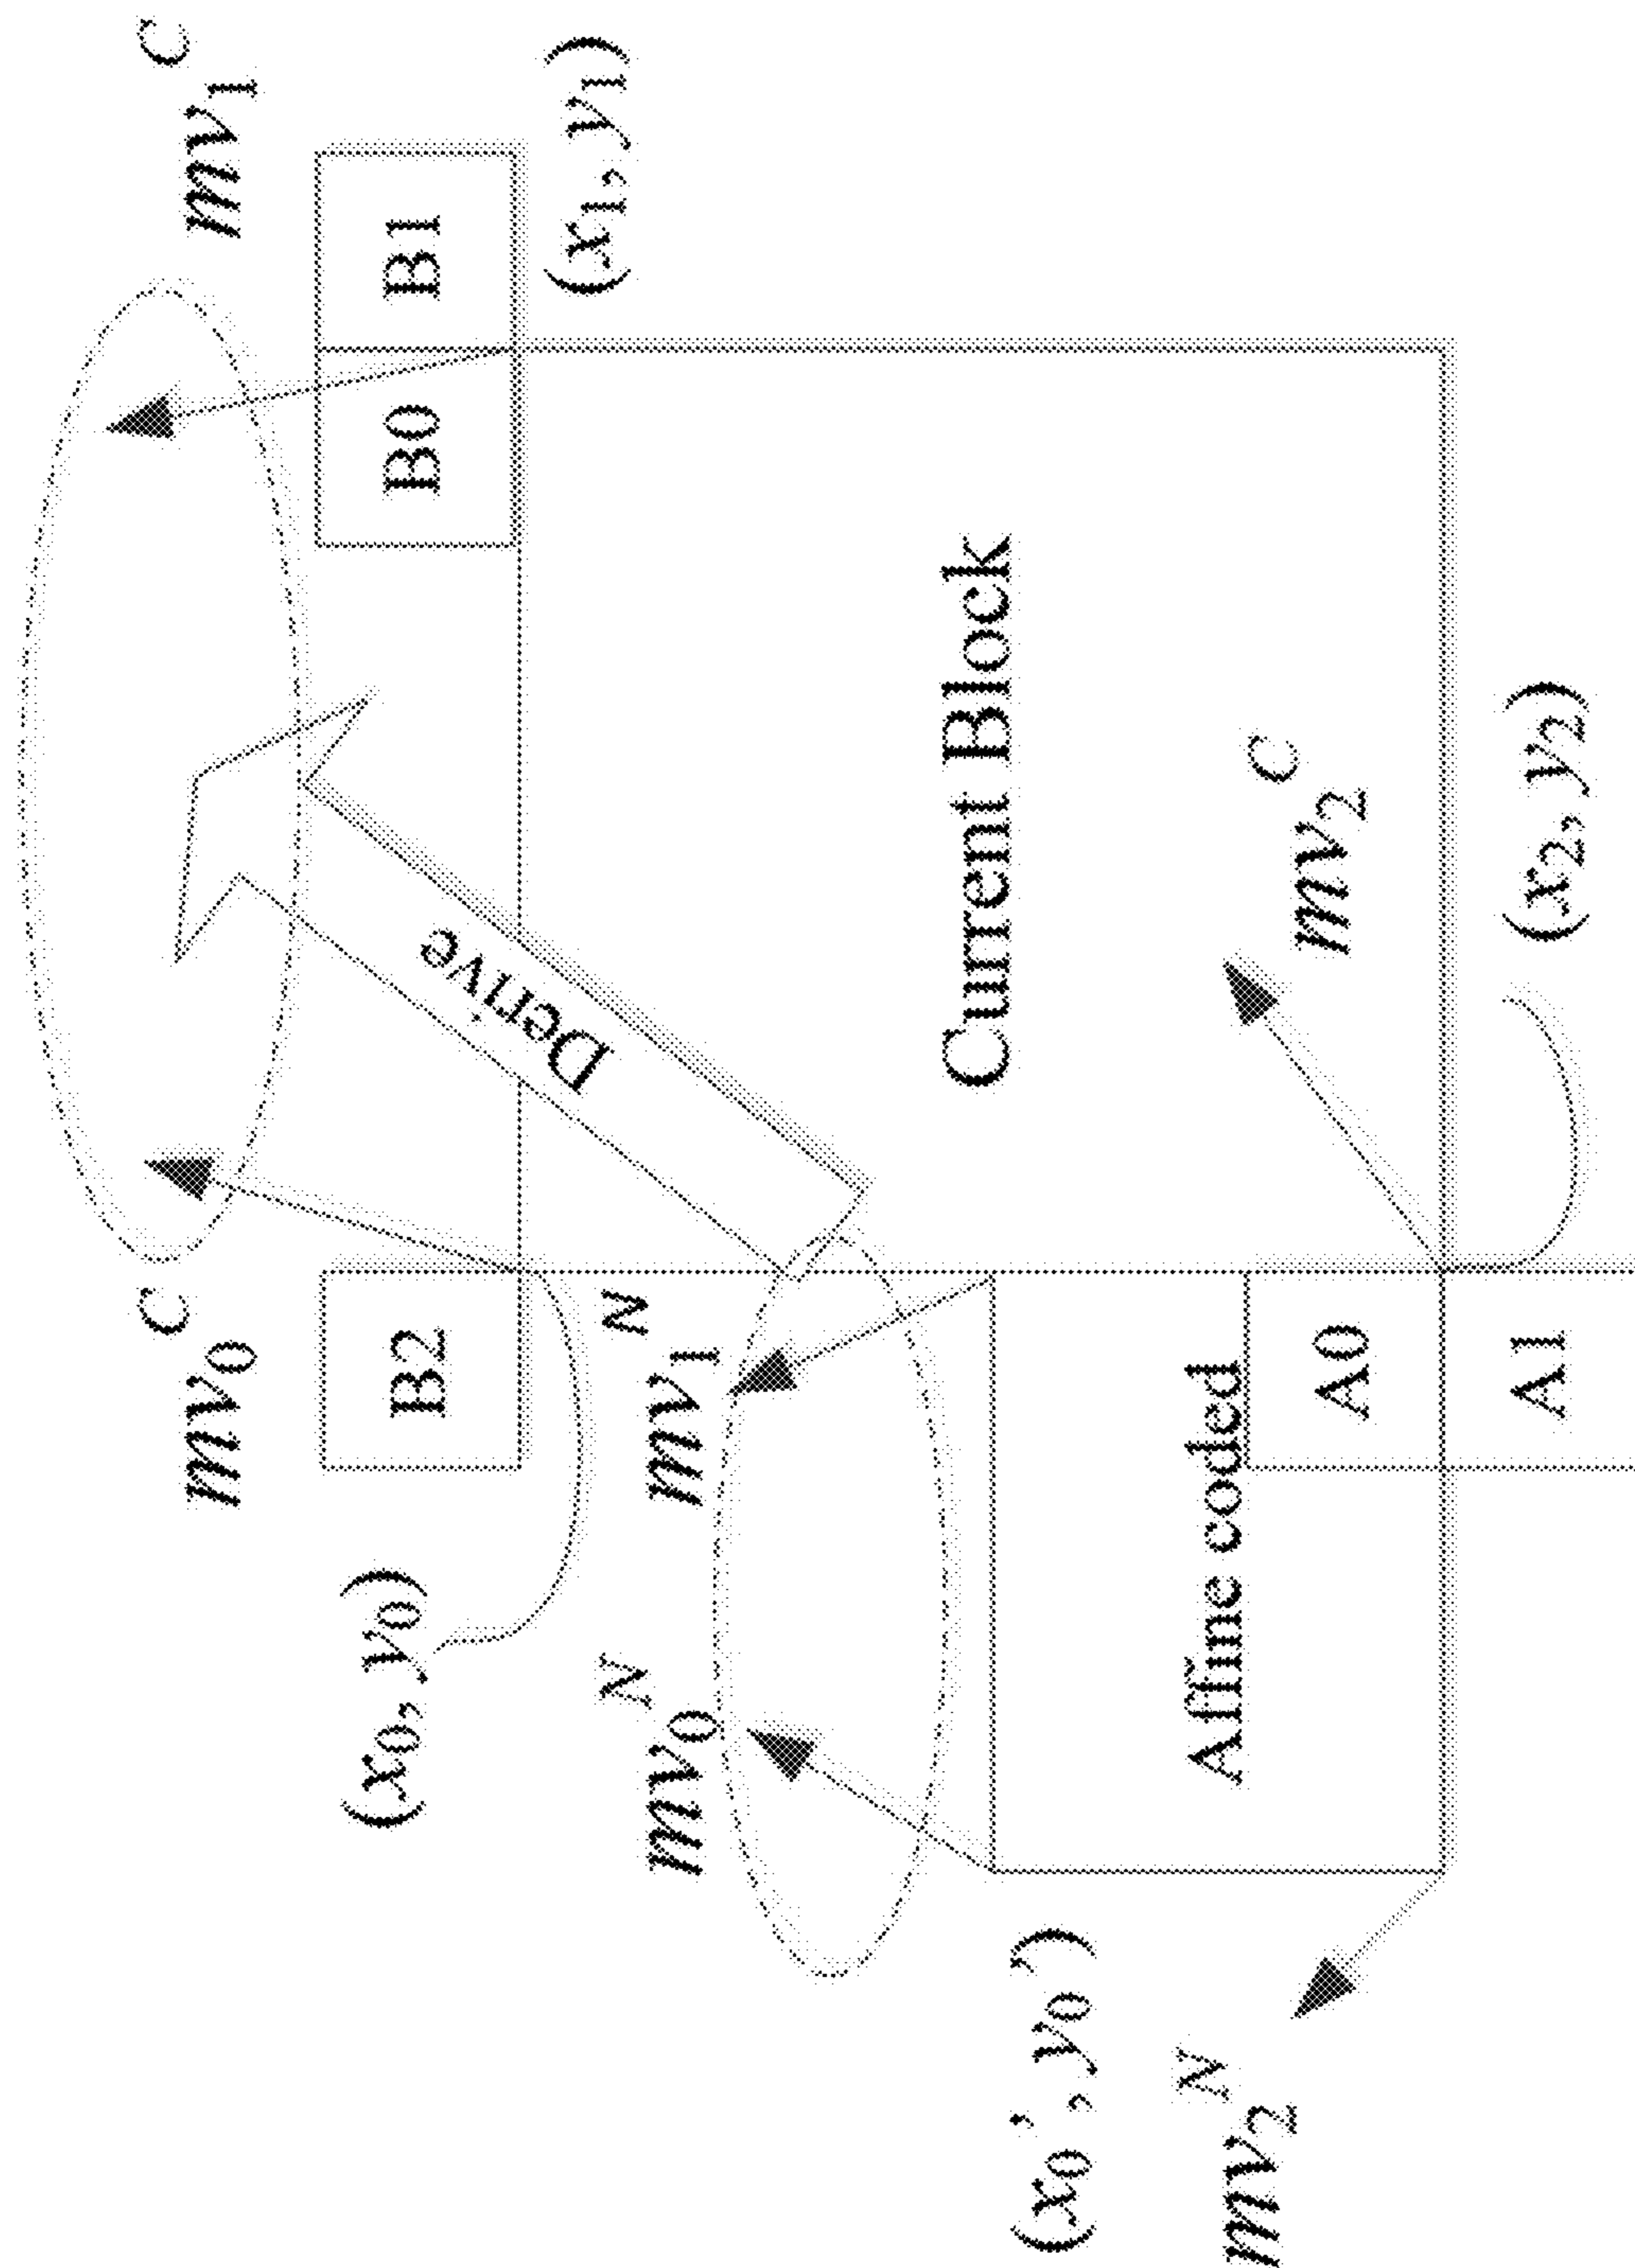 mv₀ᶜ
mv₁ᶜ
(x₀, y₀)
B2
B0
B1
Derive
(x₁, y₁)
mv₀ᴺ
mv₁ᴺ
Current Block
(x₀', y₀')
mv₂ᴺ
Affine coded
A0
mv₂ᶜ
A1
(x₂, y₂)